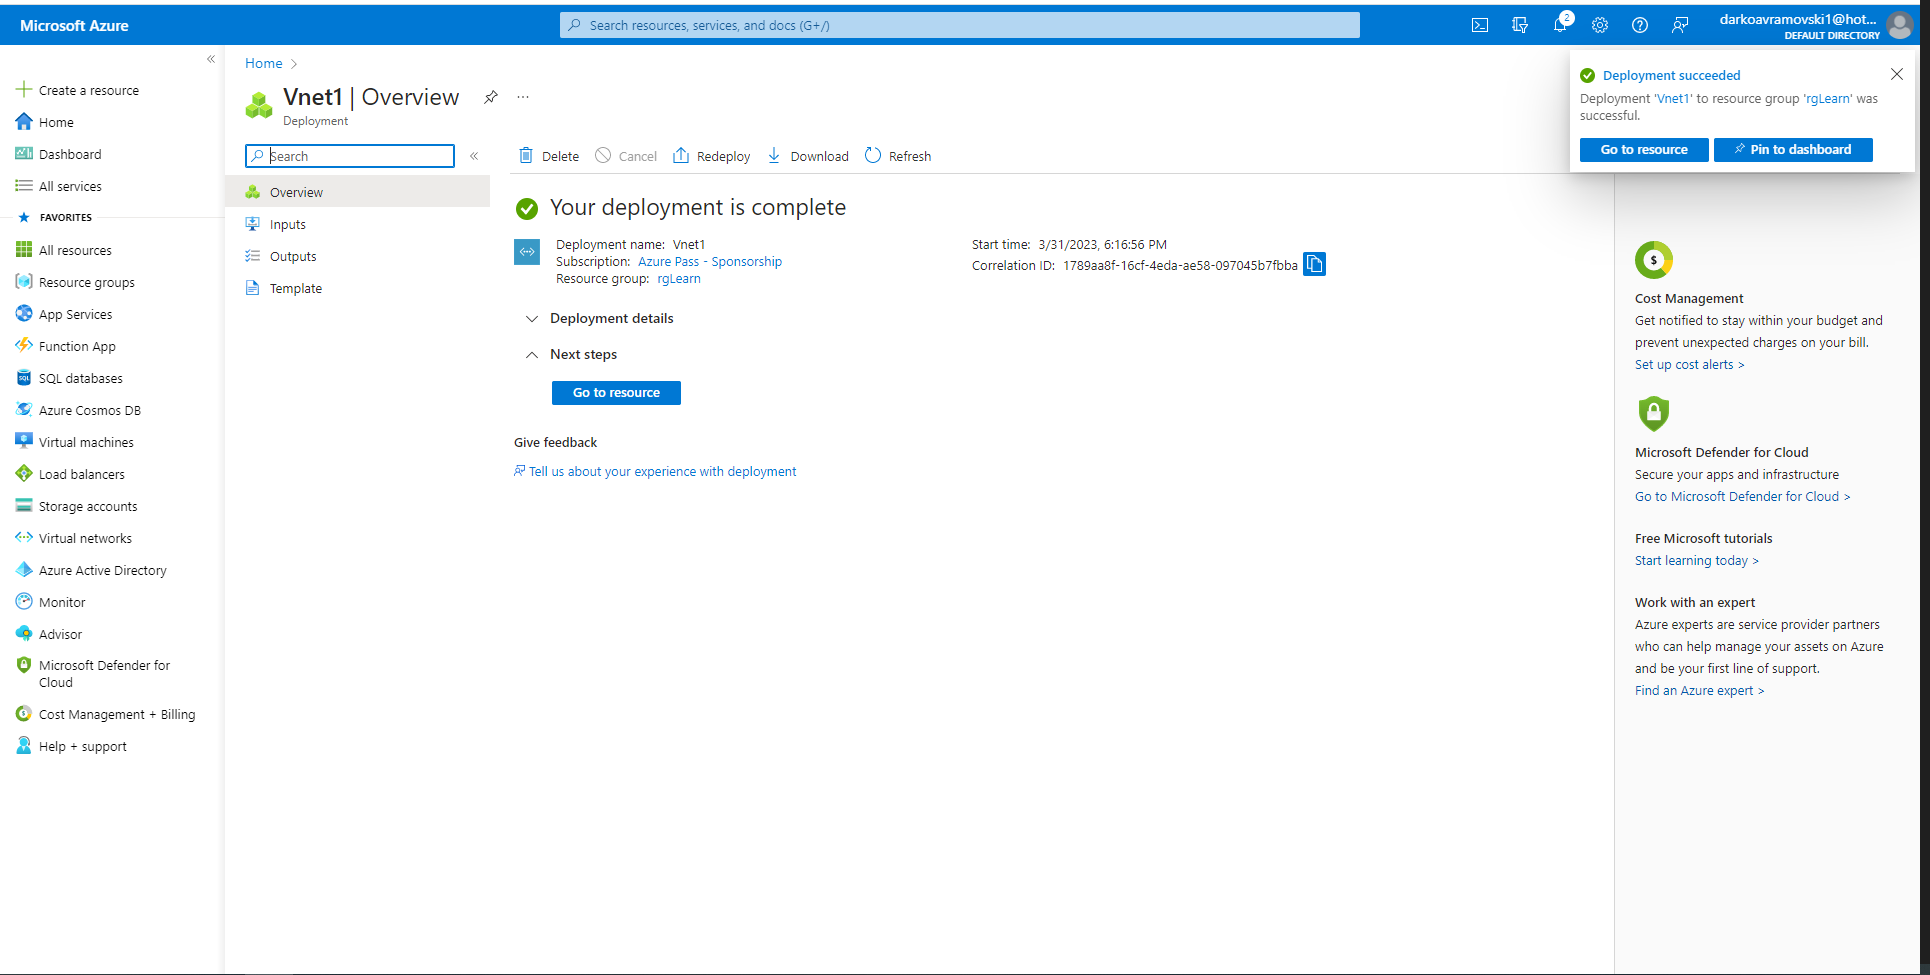 Microsoft Azure
Search resources, services, and docs (G+/)
2
darkoavramovski1@hot...
DEFAULT DIRECTORY
«
Create a resource
Home
Dashboard
All services
FAVORITES
All resources
Resource groups
App Services
Function App
SQL
SQL databases
Azure Cosmos DB
Virtual machines
Load balancers
Storage accounts
Virtual networks
Azure Active Directory
Monitor
Advisor
Microsoft Defender for
Cloud
Cost Management + Billing
Help + support
Home >
Vnet1 | Overview
...
Deployment
Search
«
Overview
Inputs
Outputs
Template
Delete
Cancel
Redeploy
Download
Refresh
Your deployment is complete
Deployment name: Vnet1
Subscription: Azure Pass - Sponsorship
Resource group: rgLearn
Start time: 3/31/2023, 6:16:56 PM
Correlation ID: 1789aa8f-16cf-4eda-ae58-097045b7fbba
Deployment details
Next steps
Go to resource
Give feedback
Tell us about your experience with deployment
Deployment succeeded
Deployment 'Vnet1' to resource group 'rgLearn' was
successful.
Go to resource
Pin to dashboard
$
Cost Management
Get notified to stay within your budget and
prevent unexpected charges on your bill.
Set up cost alerts >
Microsoft Defender for Cloud
Secure your apps and infrastructure
Go to Microsoft Defender for Cloud >
Free Microsoft tutorials
Start learning today >
Work with an expert
Azure experts are service provider partners
who can help manage your assets on Azure
and be your first line of support.
Find an Azure expert >